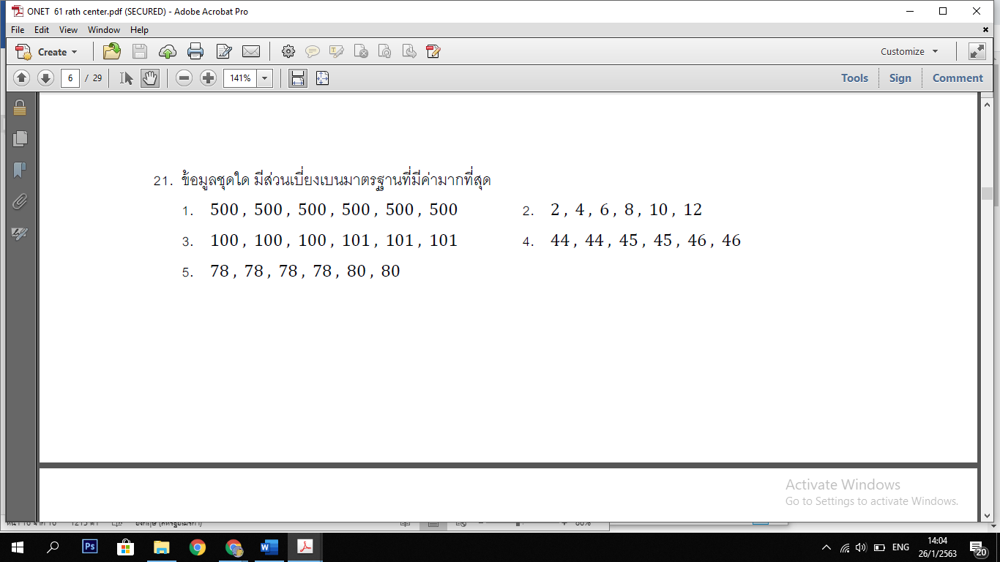 ONET 61 rath center.pdf (SECURED) - Adobe Acrobat Pro
File Edit View Window Help
Create Customize
6 / 29 141% Tools Sign Comment
21. ข้อมูลชุดใด มีส่วนเบี่ยงเบนมาตรฐานที่มีค่ามากที่สุด
1. 500 , 500 , 500 , 500 , 500 , 500 2. 2 , 4 , 6 , 8 , 10 , 12
3. 100 , 100 , 100 , 101 , 101 , 101 4. 44 , 44 , 45 , 45 , 46 , 46
5. 78 , 78 , 78 , 78 , 80 , 80
Activate Windows
Go to Settings to activate Windows.
Ps W ENG 14:04
26/1/2563 20